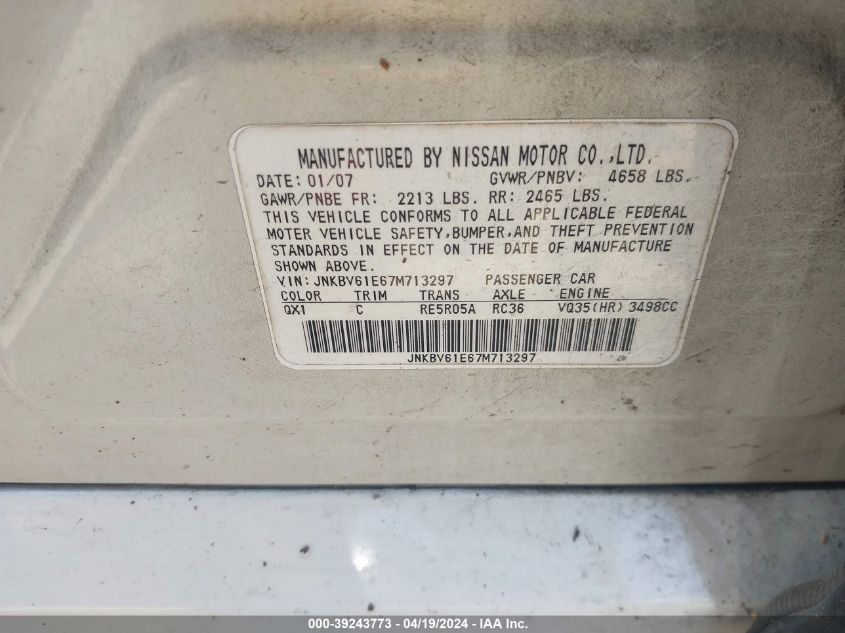 MANUFACTURED BY NISSAN MOTOR CO.,LTD.
DATE: 01/07 GVWR/PNBV: 4658 LBS.
GAWR/PNBE FR: 2213 LBS. RR: 2465 LBS.
THIS VEHICLE CONFORMS TO ALL APPLICABLE FEDERAL
MOTER VEHICLE SAFETY,BUMPER,AND THEFT PREVENTION
STANDARDS IN EFFECT ON THE DATE OF MANUFACTURE
SHOWN ABOVE.
VIN: JNKBV61E67M713297 PASSENGER CAR
COLOR TRIM TRANS AXLE ENGINE
QX1 C RE5R05A RC36 VQ35(HR) 3498CC
JNKBV61E67M713297
000-39243773 - 04/19/2024 - IAA Inc.